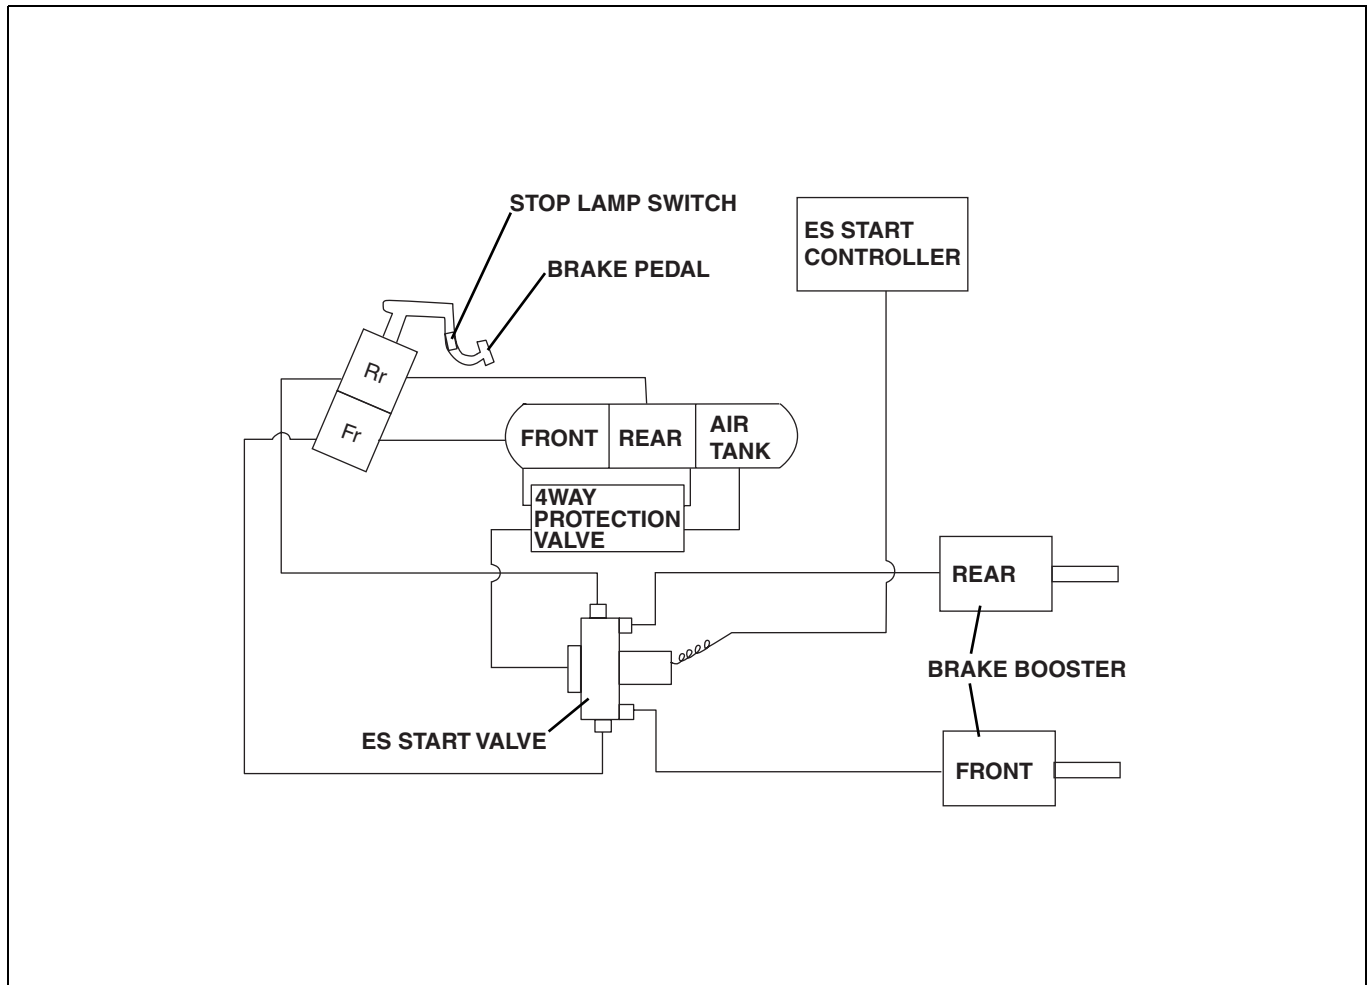 STOP LAMP SWITCH
ES START
CONTROLLER
BRAKE PEDAL
Rr
Fr
FRONT
REAR
AIR
TANK
4WAY
PROTECTION
VALVE
REAR
BRAKE BOOSTER
ES START VALVE
FRONT